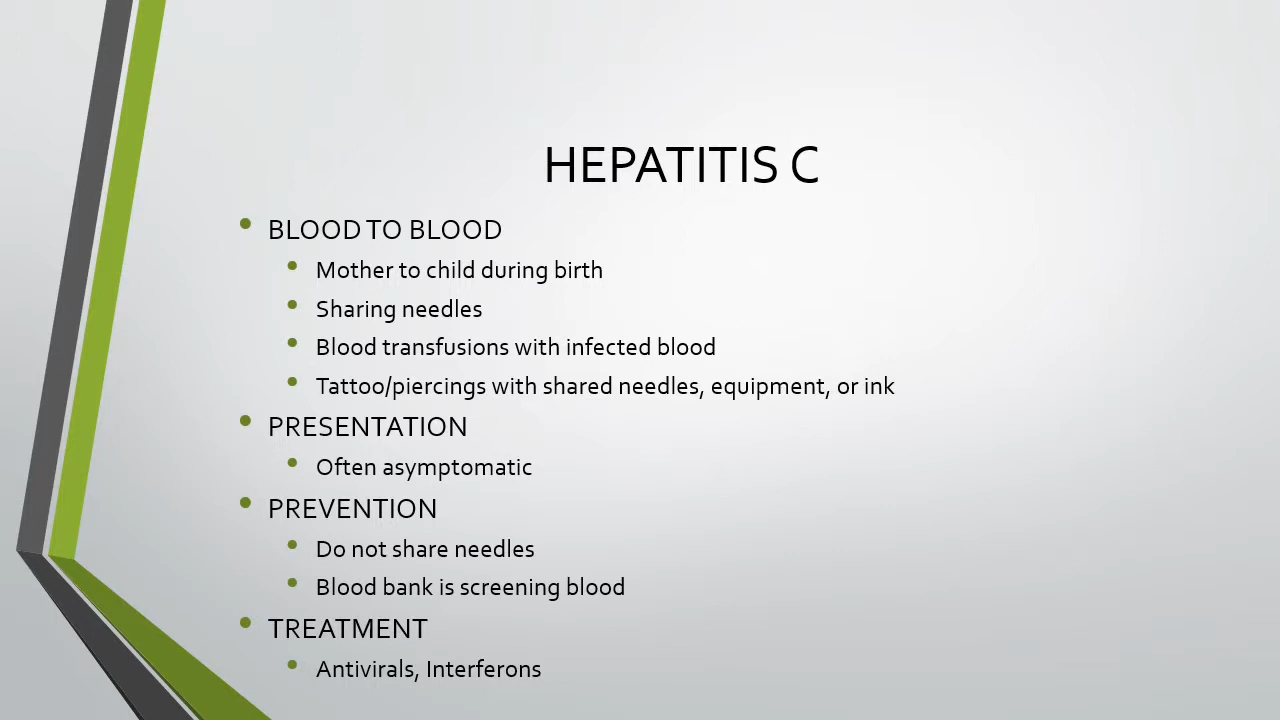 HEPATITIS C
BLOOD TO BLOOD
Mother to child during birth
Sharing needles
Blood transfusions with infected blood
Tattoo/piercings with shared needles, equipment, or ink
PRESENTATION
Often asymptomatic
PREVENTION
Do not share needles
Blood bank is screening blood
TREATMENT
Antivirals, Interferons